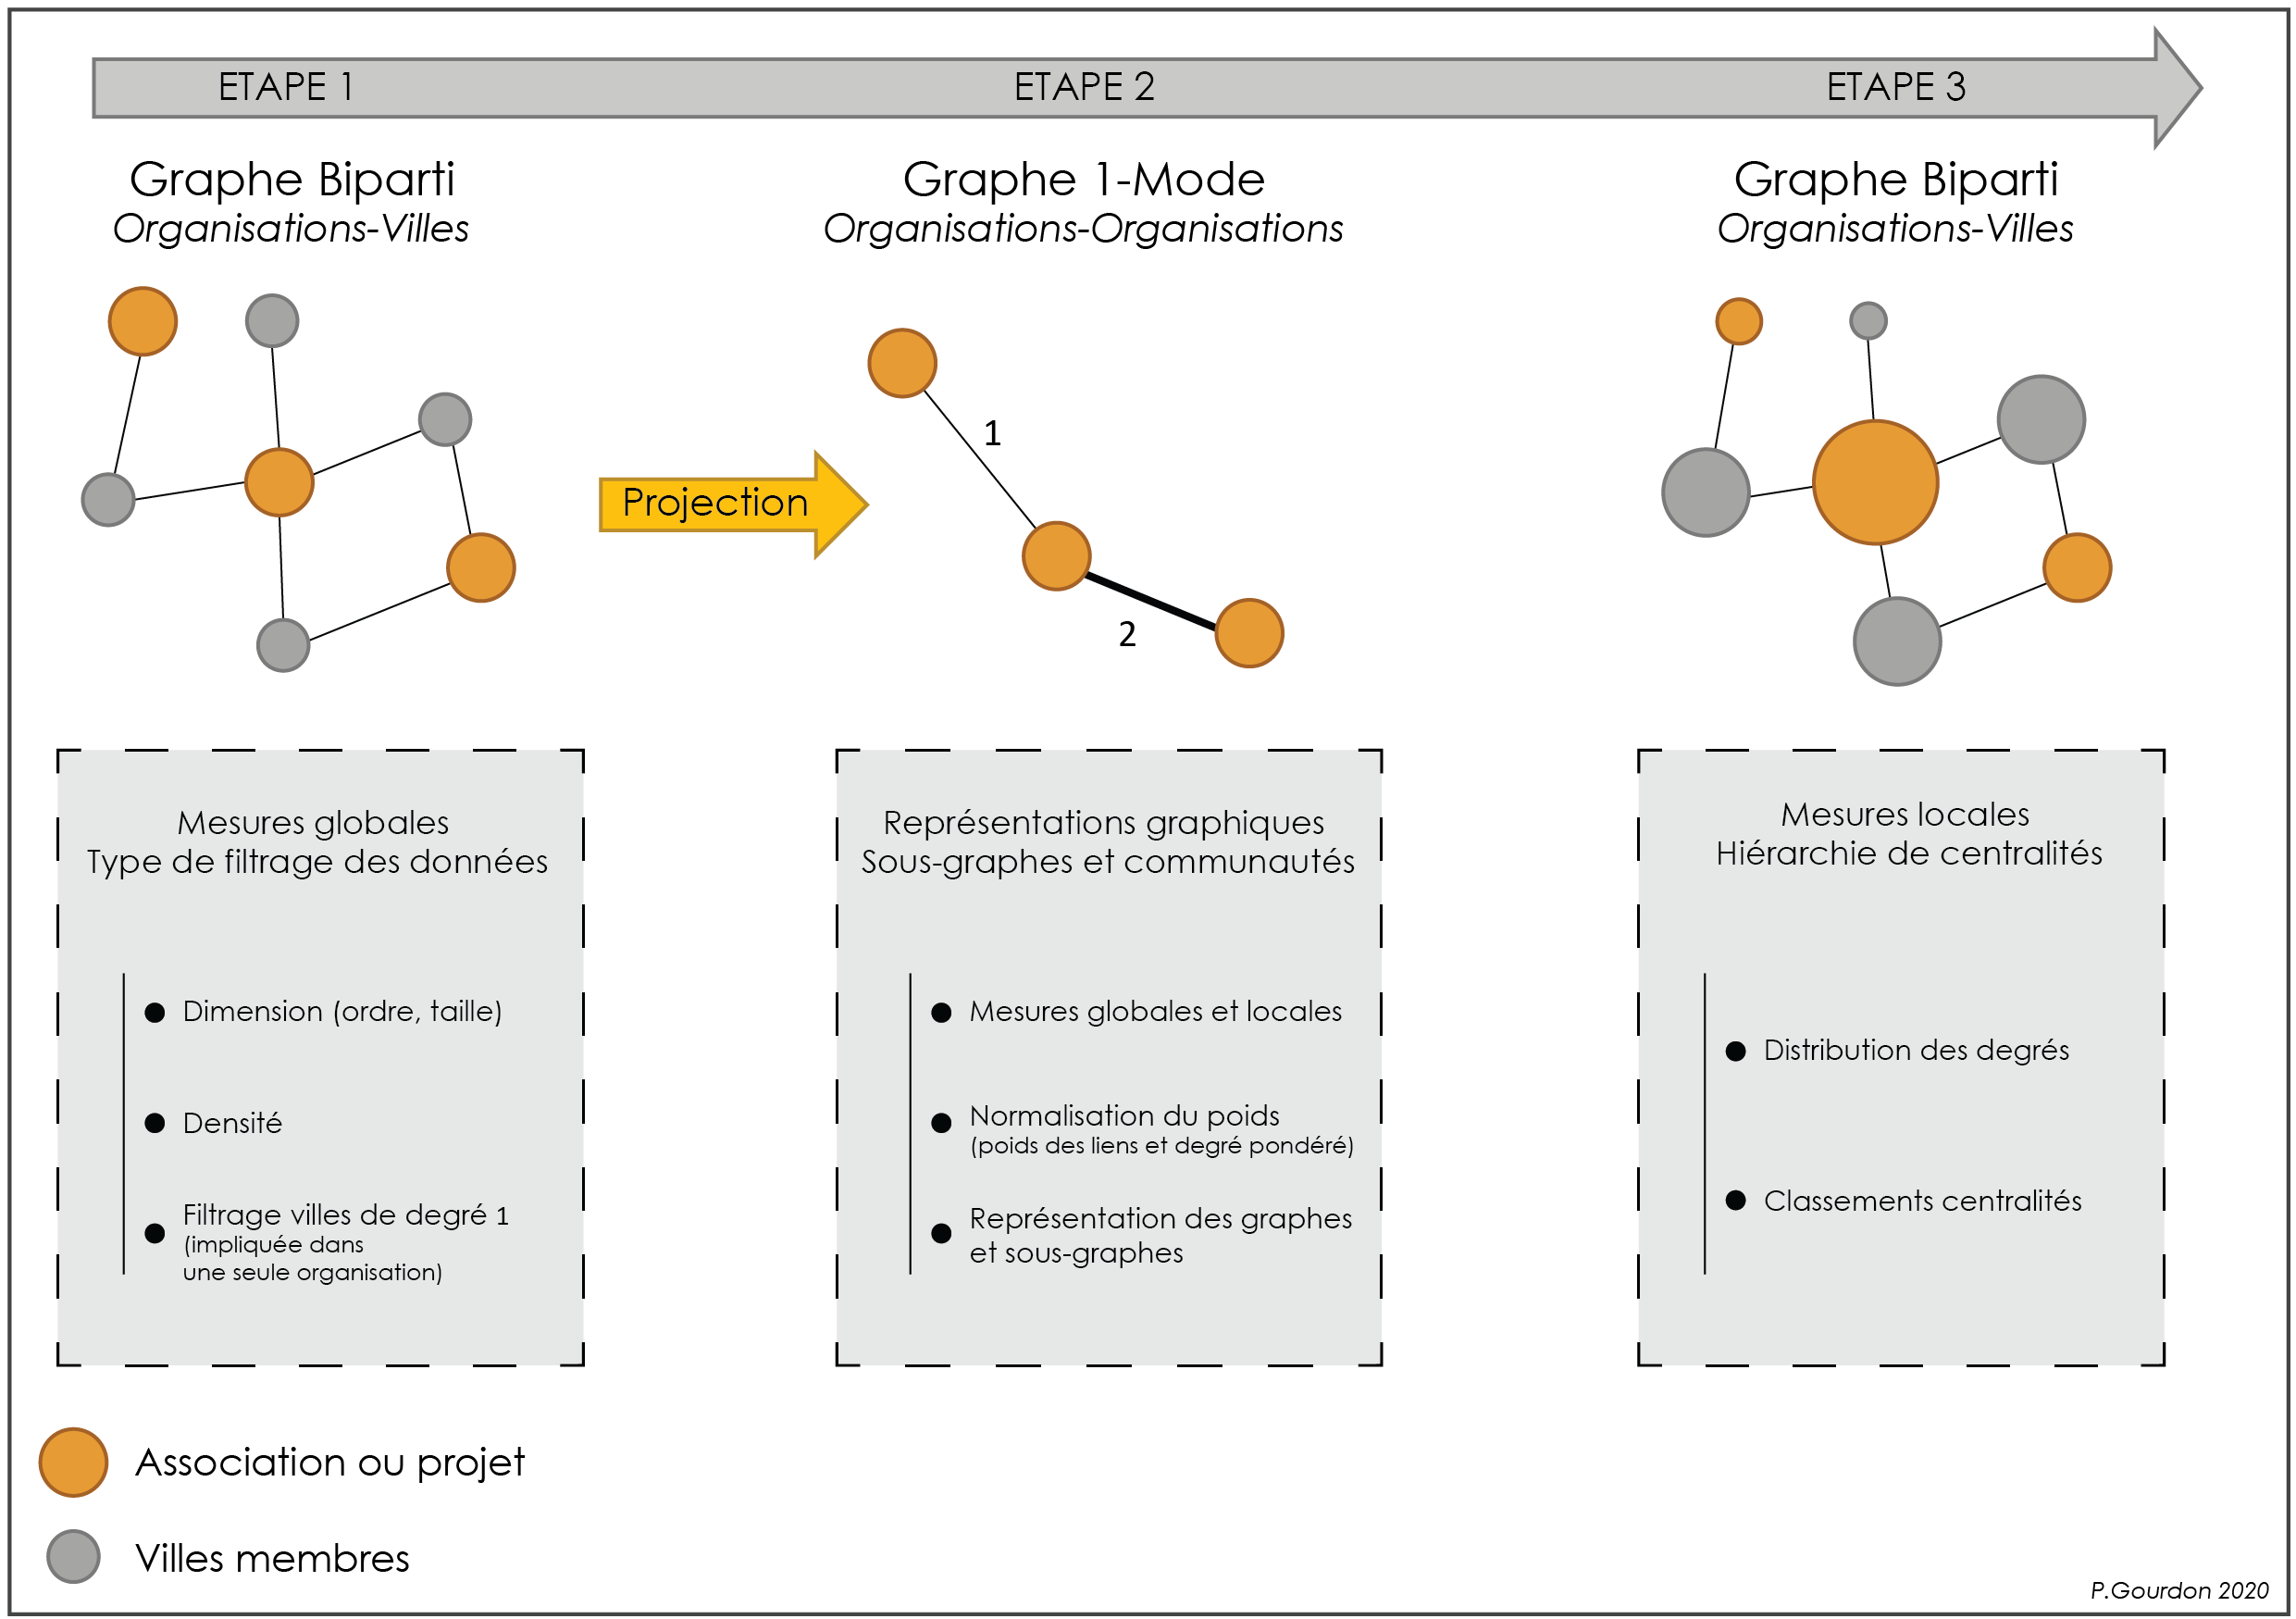 ETAPE 1
ETAPE 2
ETAPE 3
Graphe Biparti
Organisations-Villes
Graphe 1-Mode
Organisations-Organisations
Graphe Biparti
Organisations-Villes
Projection
1
2
Mesures globales
Type de filtrage des données
Dimension (ordre, taille)
Densité
Filtrage villes de degré 1
(impliquée dans
une seule organisation)
Représentations graphiques
Sous-graphes et communautés
Mesures globales et locales
Normalisation du poids
(poids des liens et degré pondéré)
Représentation des graphes
et sous-graphes
Mesures locales
Hiérarchie de centralités
Distribution des degrés
Classements centralités
Association ou projet
Villes membres
P.Gourdon 2020